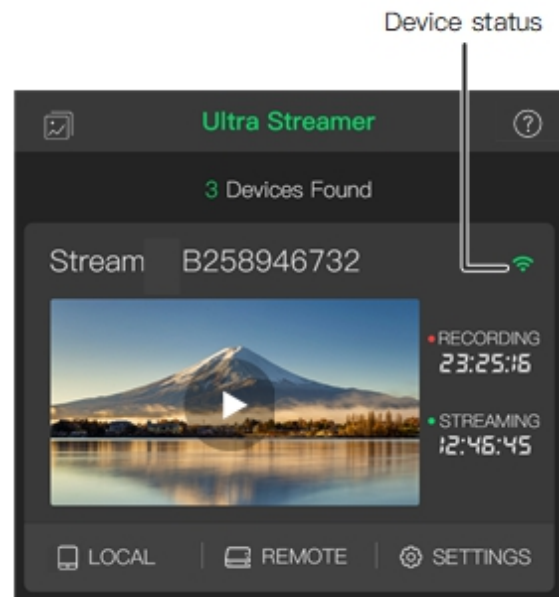 Device status
Ultra Streamer
3 Devices Found
Stream B258946732
RECORDING
23:25:16
STREAMING
12:46:45
LOCAL
REMOTE
SETTINGS